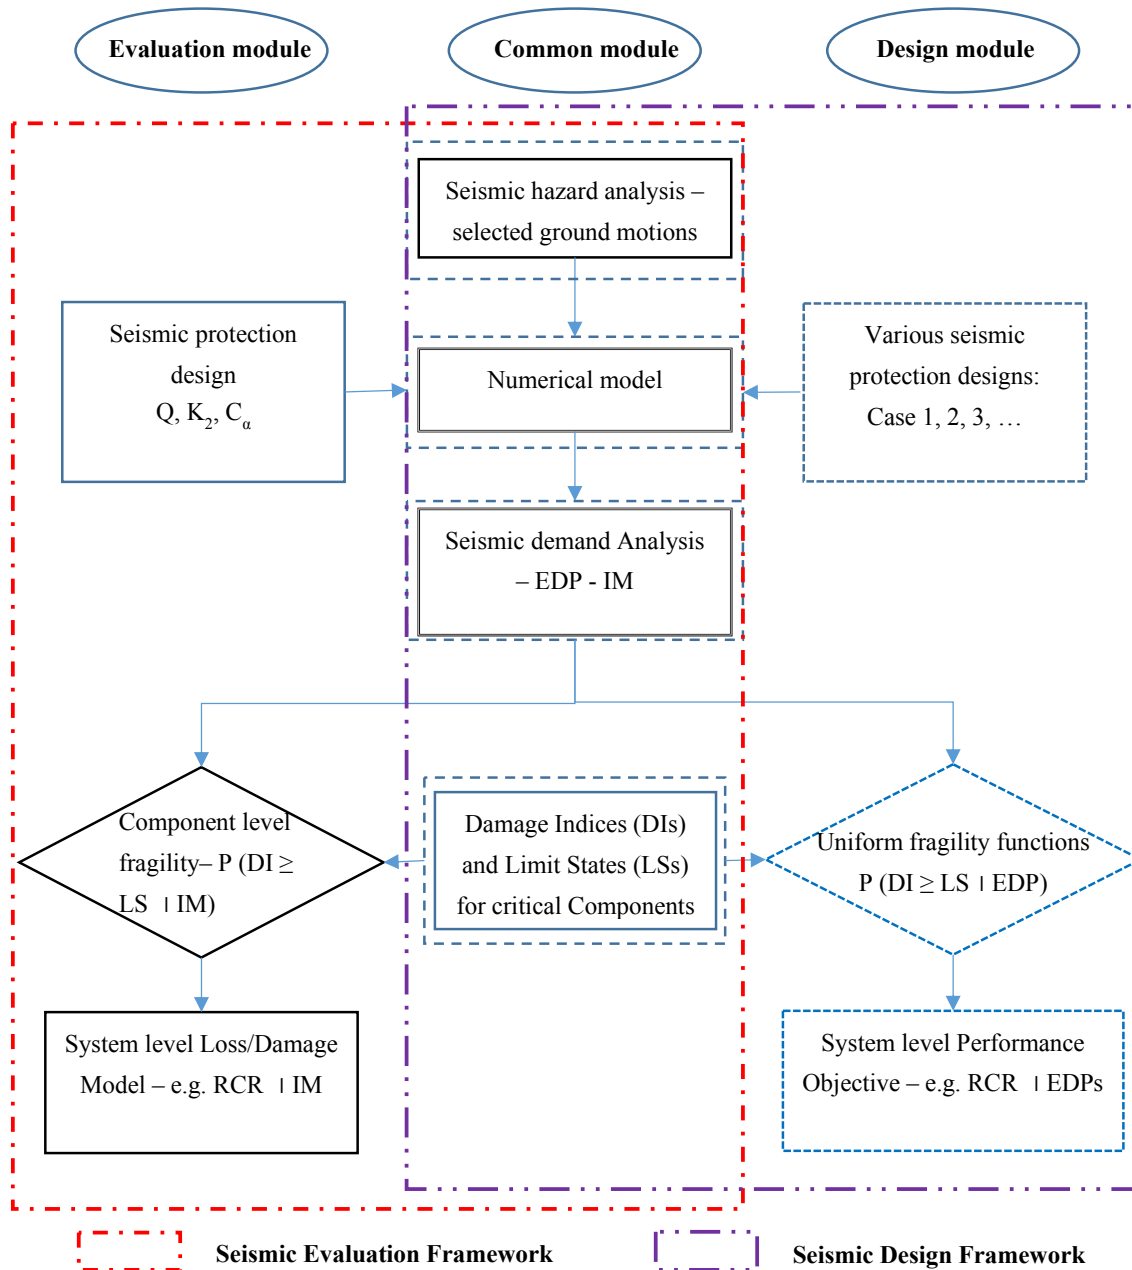 Evaluation module
Common module
Design module
Seismic hazard analysis –
selected ground motions
Seismic protection
design
Q, K₂, Cα
Numerical model
Various seismic
protection designs:
Case 1, 2, 3, …
Seismic demand Analysis
– EDP - IM
Component level
fragility– P (DI ≥
LS | IM)
Damage Indices (DIs)
and Limit States (LSs)
for critical Components
Uniform fragility functions
P (DI ≥ LS | EDP)
System level Loss/Damage
Model – e.g. RCR | IM
System level Performance
Objective – e.g. RCR | EDPs
Seismic Evaluation Framework
Seismic Design Framework